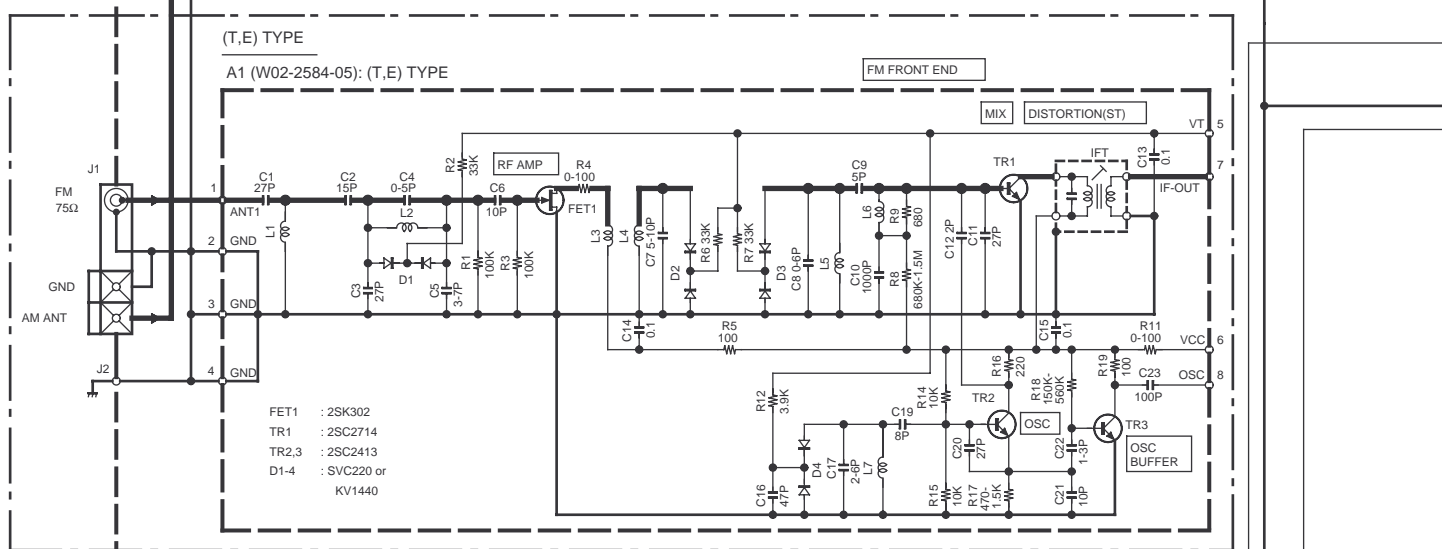 (T,E) TYPE
A1 (W02-2584-05): (T,E) TYPE
FM FRONT END
MIX
DISTORTION(ST)
VT 5
J1
FM
75Ω
GND
AM ANT
J2
1
2
3
4
ANT1
GND
GND
GND
C1
27P
L1
C2
15P
C4
0-5P
L2
D1
C3
27P
C5
3-7P
R2
33K
C6
10P
R1
100K
R3
100K
RF AMP
FET1
R4
0-100
L3
L4
C7 5-10P
D2
R6 33K
R7 33K
D3
C8 0-6P
L5
C9
5P
L6
R9
680
C10
1000P
R8
680K-1.5M
C12 2P
C11
27P
TR1
IFT
C13
0.1
7
IF-OUT
C14
0.1
R5
100
C15
0.1
R11
0-100
VCC 6
OSC 8
R12
3.9K
C16
47P
D4
C17
2-6P
L7
C19
8P
R14
10K
R15
10K
C20
27P
TR2
OSC
R16
220
R17
470-
1.5K
R18
150K-
560K
C22
1-3P
C21
10P
R19
100
C23
100P
TR3
OSC
BUFFER
FET1 : 2SK302
TR1 : 2SC2714
TR2,3 : 2SC2413
D1-4 : SVC220 or
KV1440